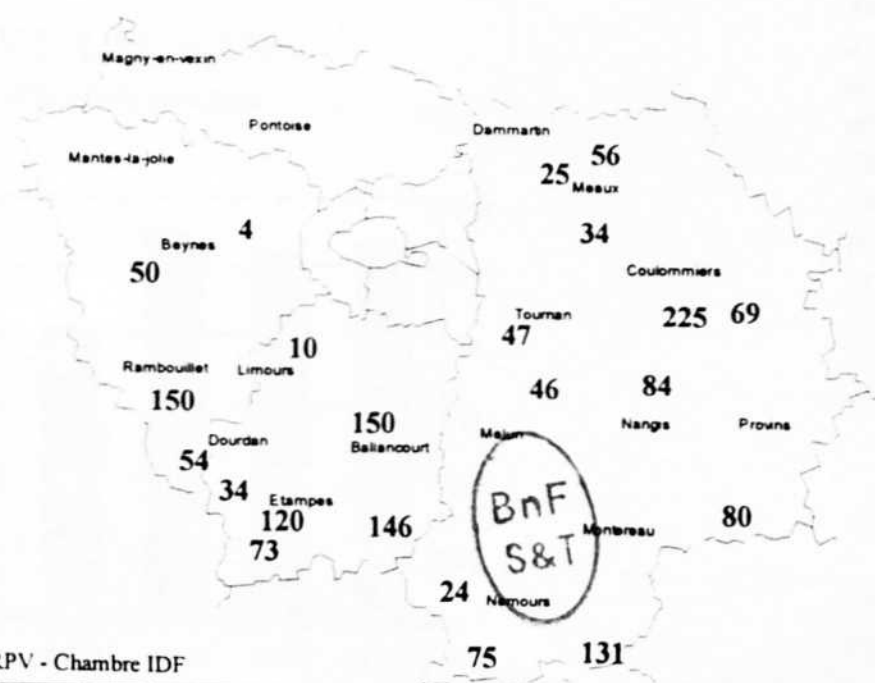 Magny-en-vexin
Pontoise
Dammartin
Mantes-la-jolie
56
25
Meaux
4
34
Beynes
50
Coulommiers
Tournan
225
69
47
10
Rambouillet
Limours
46
84
150
150
Melun
Nangis
Provins
Dourdan
Ballancourt
54
34
Etampes
BnF
120
146
Montereau
80
73
S&T
24
Nemours
75
131
RPV - Chambre IDF